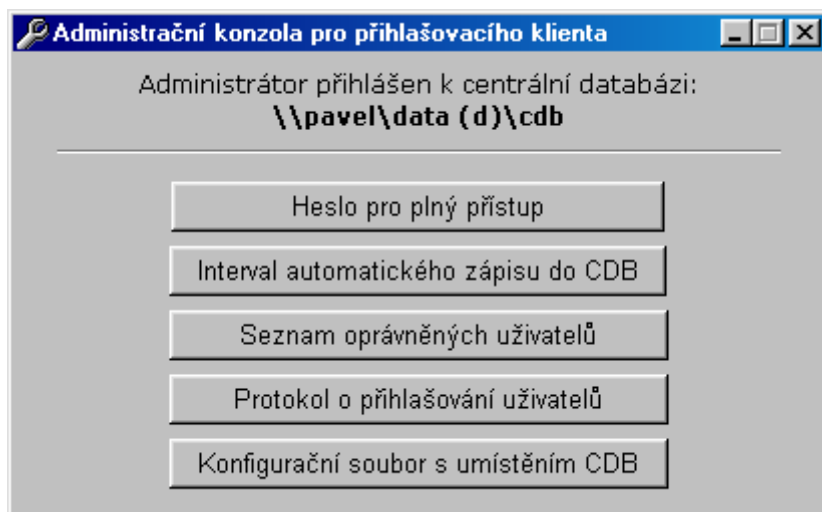 Administrační konzola pro přihlašovacího klienta
Administrátor přihlášen k centrální databázi:
\\pavel\data (d)\cdb
Heslo pro plný přístup
Interval automatického zápisu do CDB
Seznam oprávněných uživatelů
Protokol o přihlašování uživatelů
Konfigurační soubor s umístěním CDB